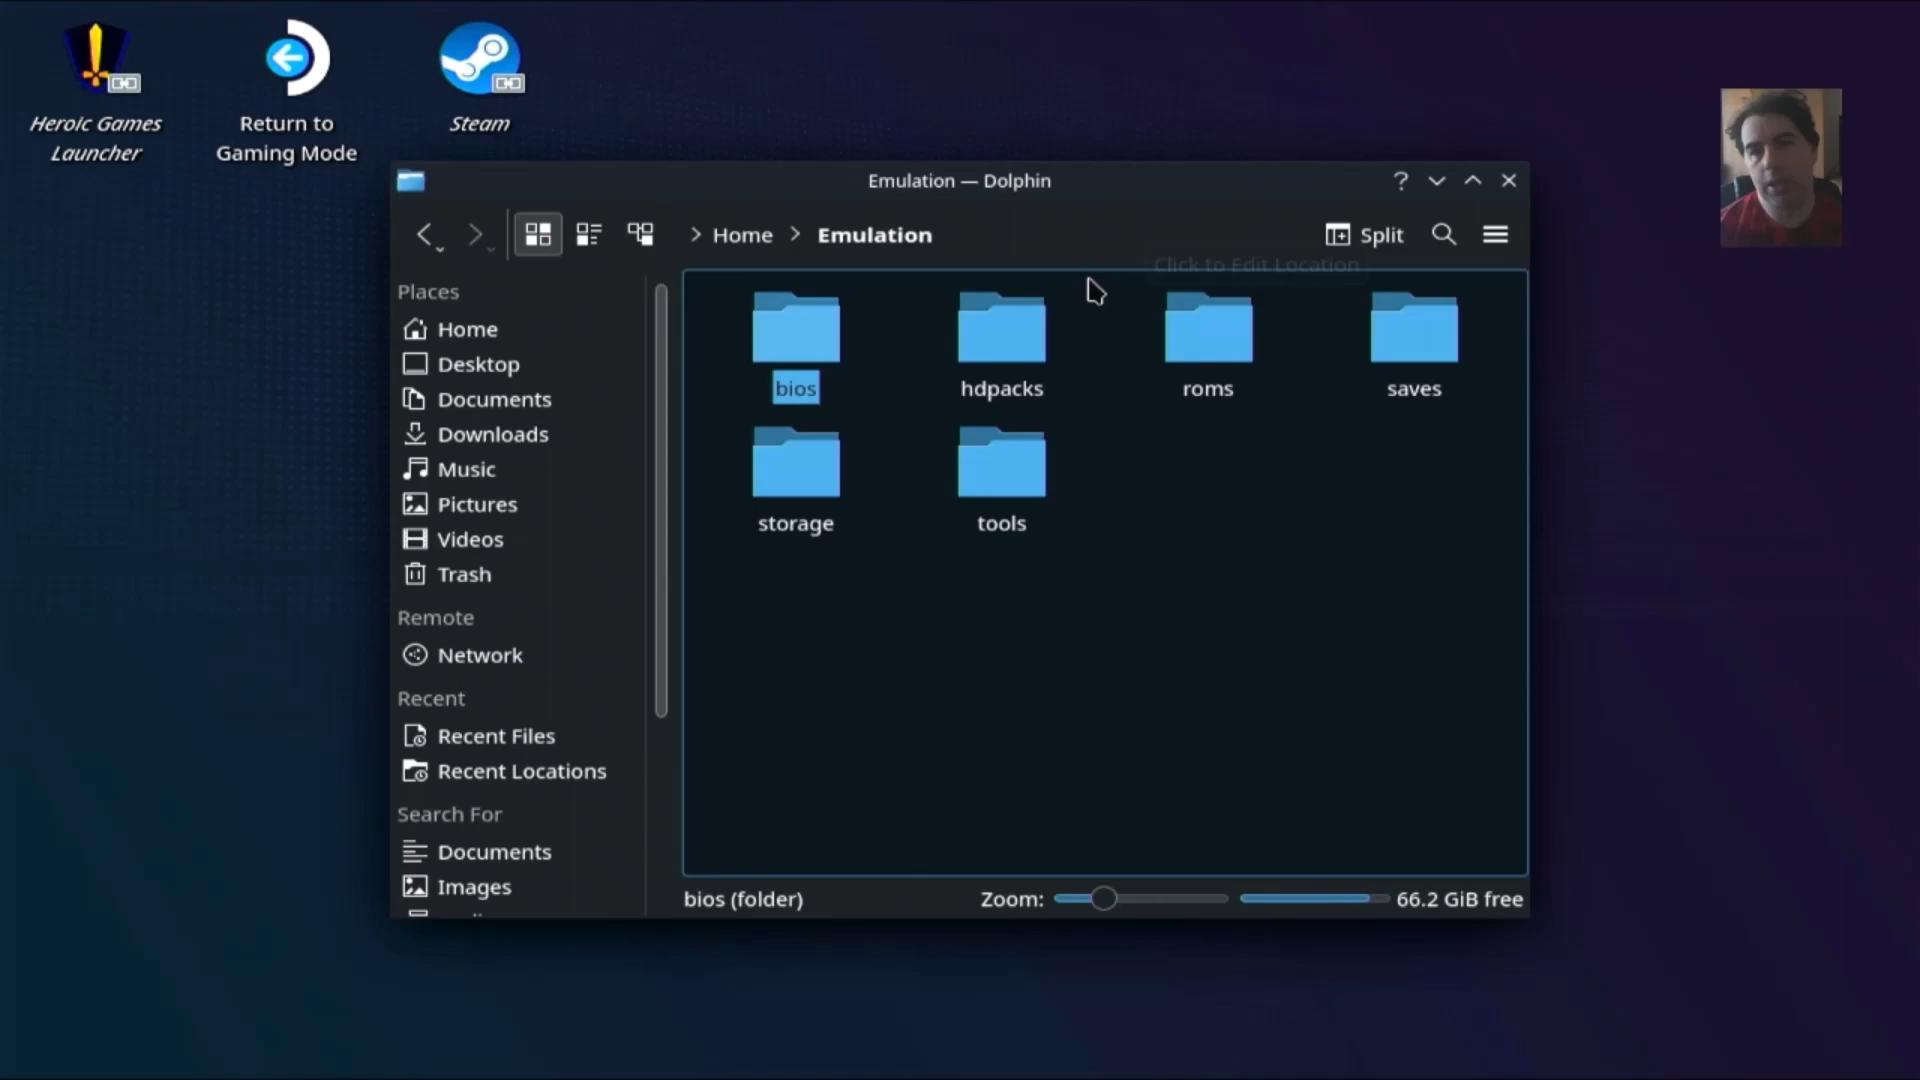 Heroic Games
Launcher
Return to
Gaming Mode
Steam
Emulation — Dolphin
Home
Emulation
Split
Click to Edit Location
Places
Home
Desktop
Documents
Downloads
Music
Pictures
Videos
Trash
Remote
Network
Recent
Recent Files
Recent Locations
Search For
Documents
Images
bios
hdpacks
roms
saves
storage
tools
bios (folder)
Zoom:
66.2 GiB free